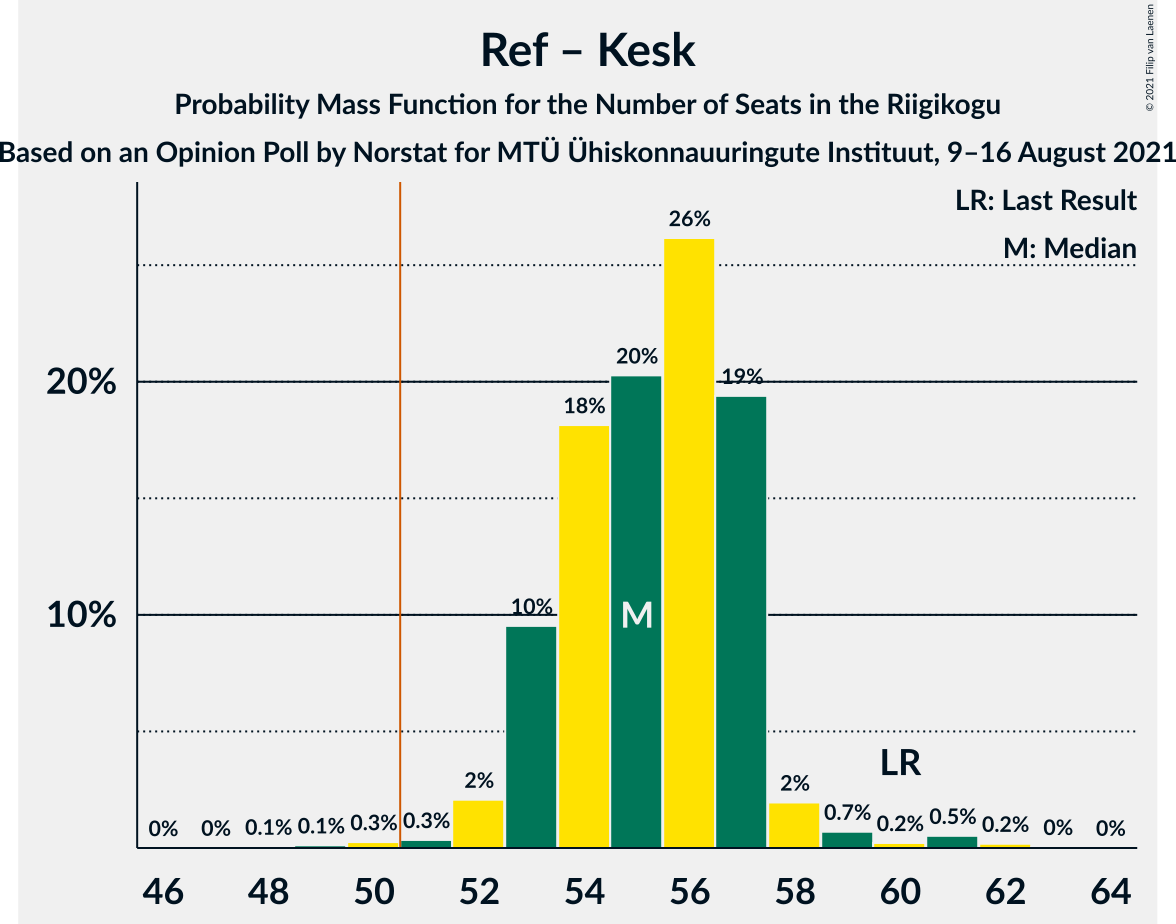 Ref – Kesk
© 2021 Filip van Laenen
Probability Mass Function for the Number of Seats in the Riigikogu
Based on an Opinion Poll by Norstat for MTÜ Ühiskonnauuringute Instituut, 9–16 August 2021
LR: Last Result
M: Median
26%
20%
19%
20%
18%
10%
10%
M
LR
2%
2%
0% 0% 0.1% 0.1% 0.3% 0.3% 0.7% 0.2% 0.5% 0.2% 0% 0%
46 48 50 52 54 56 58 60 62 64